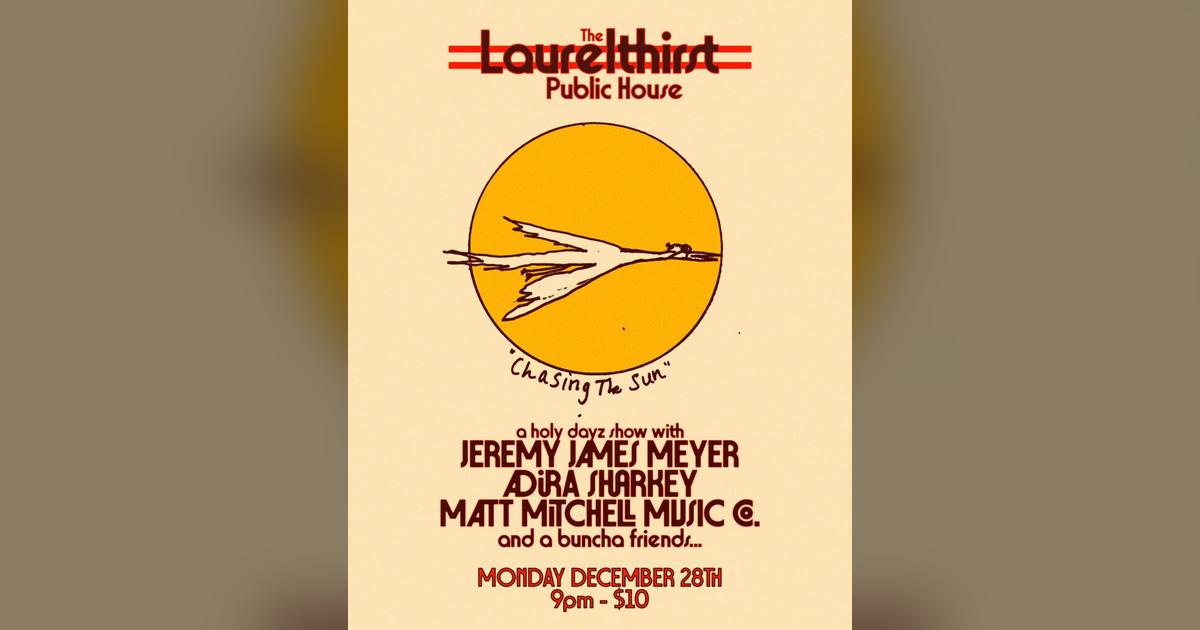 The
Laurelthirst
Public House
"Chasing The Sun"
a holy dayz show with
JEREMY JAMES MEYER
ADiRA SHARKEY
MATT MiTCHELL MUSIC Co.
and a buncha friends...
MONDAY DECEMBER 28TH
9pm - $10